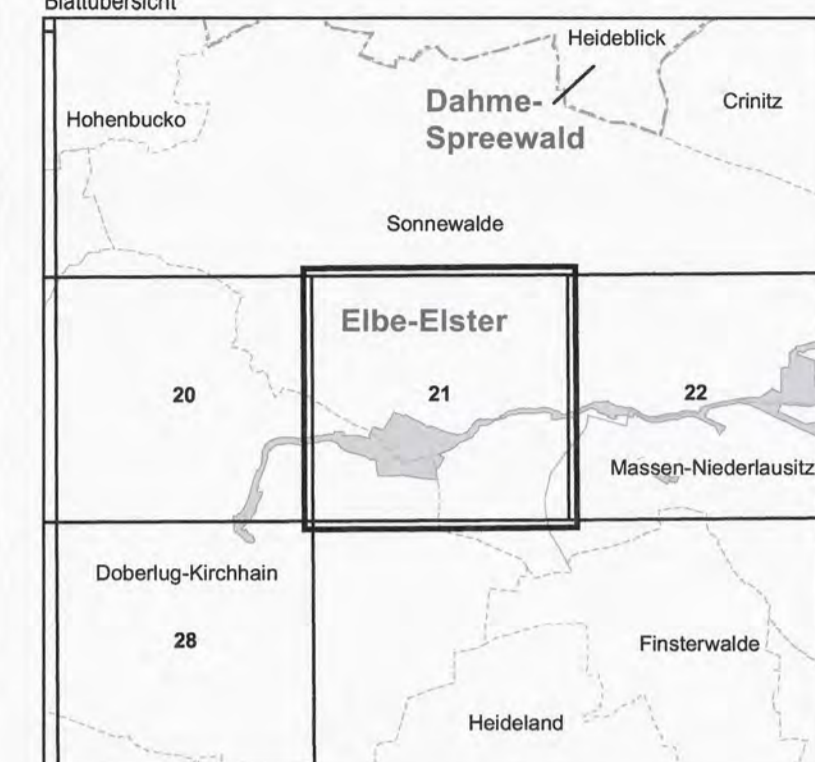 Blattübersicht
Heideblick
Dahme-
Spreewald
Crinitz
Hohenbucko
Sonnewalde
Elbe-Elster
20
21
22
Massen-Niederlausitz
Doberlug-Kirchhain
28
Finsterwalde
Heideland